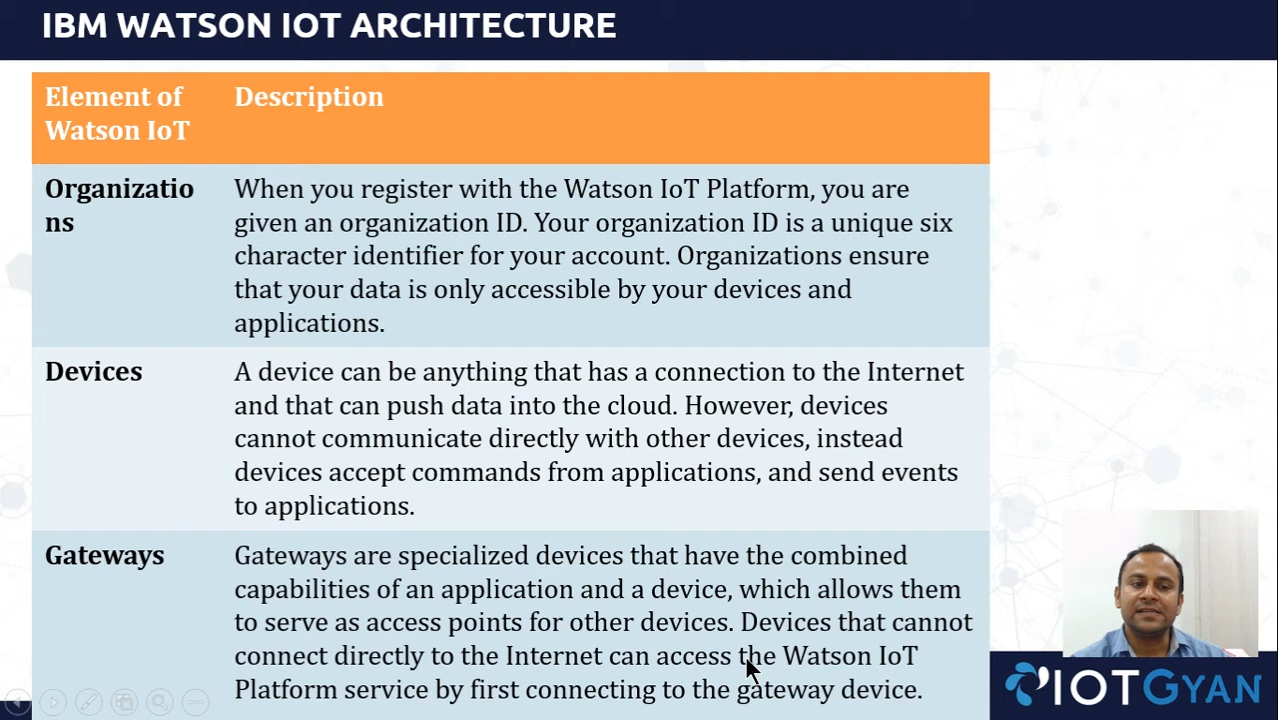 IBM WATSON IOT ARCHITECTURE
Element of
Watson IoT
Description
Organizatio
ns
When you register with the Watson IoT Platform, you are
given an organization ID. Your organization ID is a unique six
character identifier for your account. Organizations ensure
that your data is only accessible by your devices and
applications.
Devices
A device can be anything that has a connection to the Internet
and that can push data into the cloud. However, devices
cannot communicate directly with other devices, instead
devices accept commands from applications, and send events
to applications.
Gateways
Gateways are specialized devices that have the combined
capabilities of an application and a device, which allows them
to serve as access points for other devices. Devices that cannot
connect directly to the Internet can access the Watson IoT
Platform service by first connecting to the gateway device.
IOTGYAN